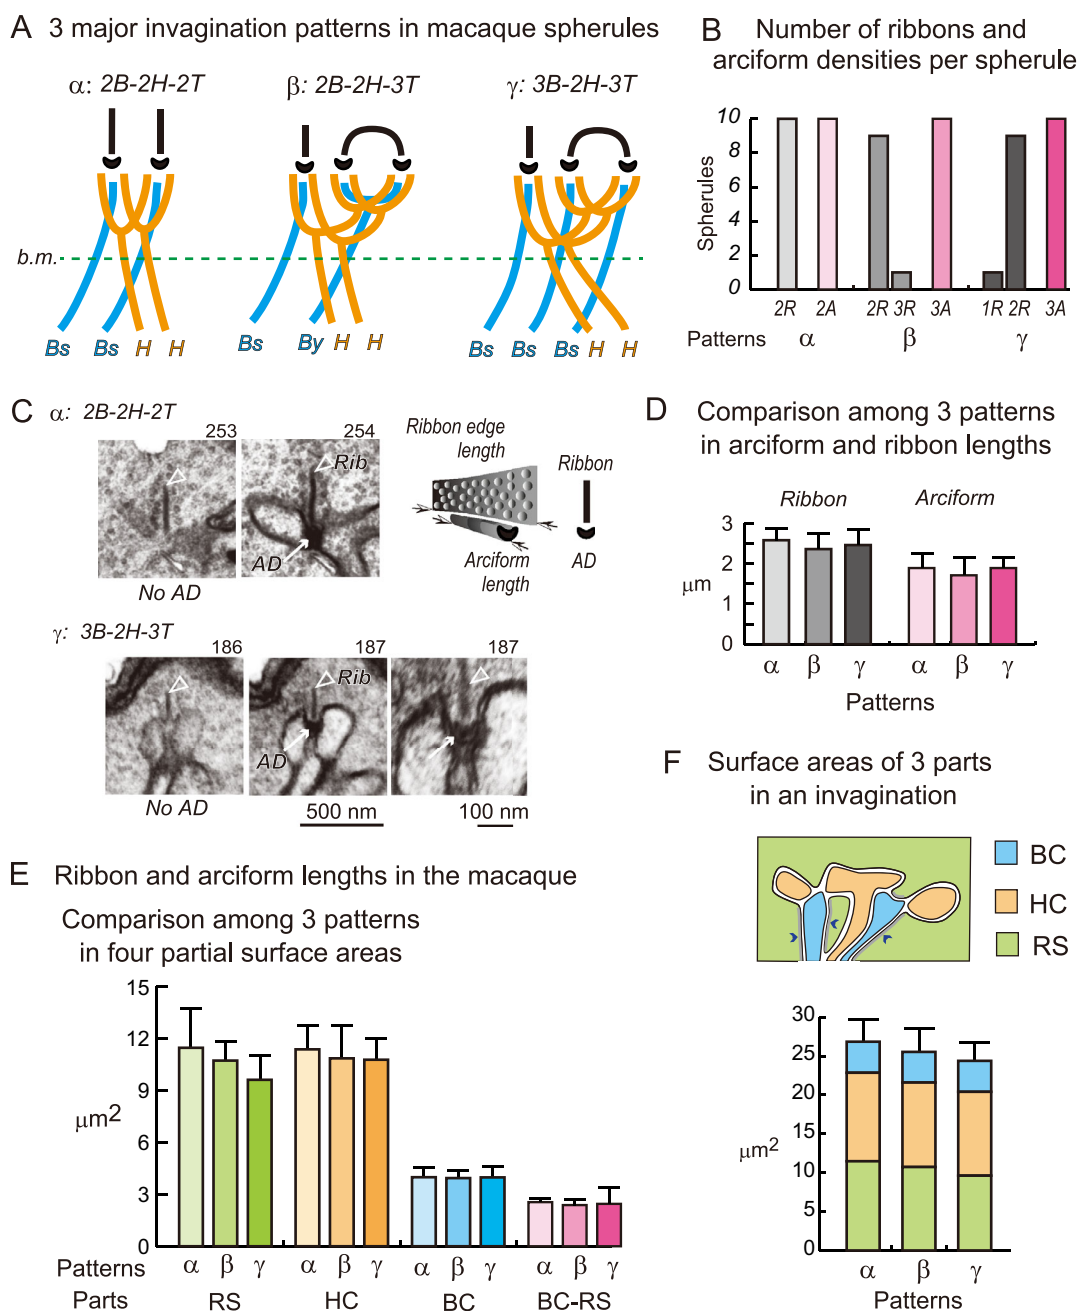 A 3 major invagination patterns in macaque spherules
α: 2B-2H-2T
β: 2B-2H-3T
γ: 3B-2H-3T
b.m.
Bs Bs H H
Bs By H H
Bs Bs Bs H H
B Number of ribbons and
arciform densities per spherule
Spherules
10
8
6
4
2
0
2R 2A 2R 3R 3A 1R 2R 3A
Patterns α β γ
C α: 2B-2H-2T
253
254
Rib
AD
No AD
Ribbon edge
length
Ribbon
Arciform
length
AD
γ: 3B-2H-3T
186
187
187
Rib
AD
No AD
500 nm
100 nm
D Comparison among 3 patterns
in arciform and ribbon lengths
Ribbon Arciform
3
2
μm
1
0
α β γ α β γ
Patterns
E Ribbon and arciform lengths in the macaque
Comparison among 3 patterns
in four partial surface areas
15
12
9
μm2
6
3
0
Patterns α β γ α β γ α β γ α β γ
Parts RS HC BC BC-RS
F Surface areas of 3 parts
in an invagination
BC
HC
RS
30
25
20
15
μm2
10
5
0
α β γ
Patterns